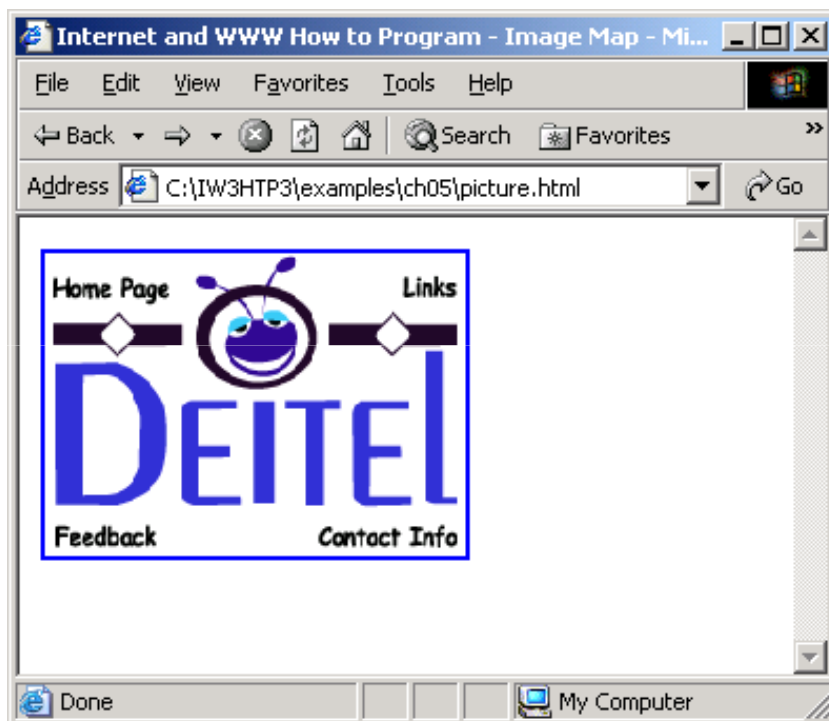 Internet and WWW How to Program - Image Map - Mi...
File Edit View Favorites Tools Help
Back Search Favorites »
Address C:\IW3HTP3\examples\ch05\picture.html Go
Home Page Links
DEITEL
Feedback Contact Info
Done My Computer